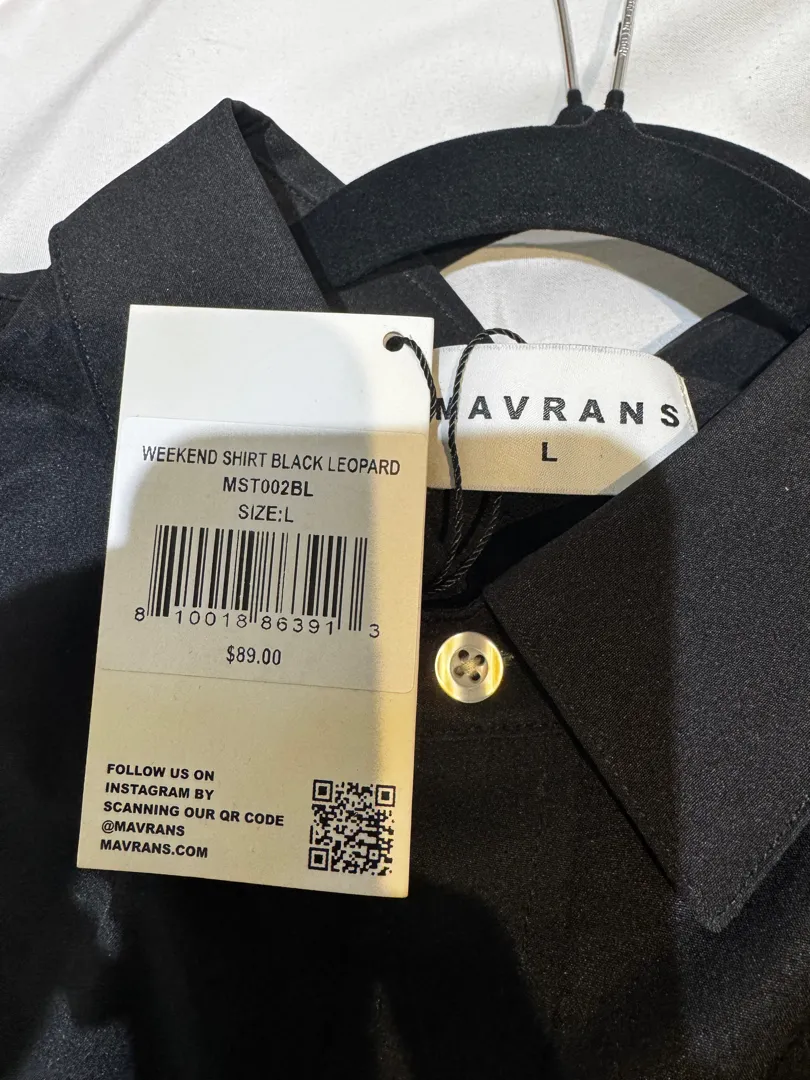 WEEKEND SHIRT BLACK LEOPARD
MST002BL
SIZE:L
8 10018 86391 3
$89.00
FOLLOW US ON
INSTAGRAM BY
SCANNING OUR QR CODE
@MAVRANS
MAVRANS.COM
MAVRANS
L